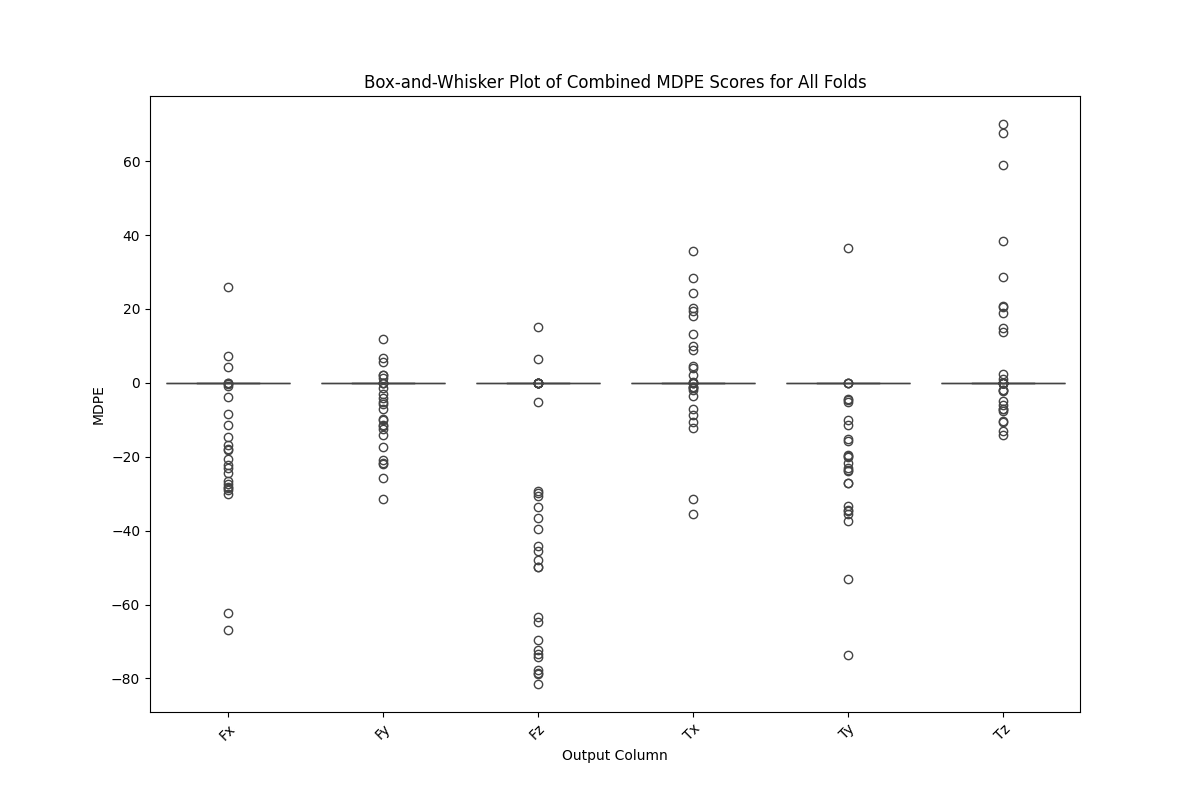 Box-and-Whisker Plot of Combined MDPE Scores for All Folds
60
40
20
0
−20
−40
−60
−80
MDPE
Fx Fy Fz Tx Ty Tz
Output Column